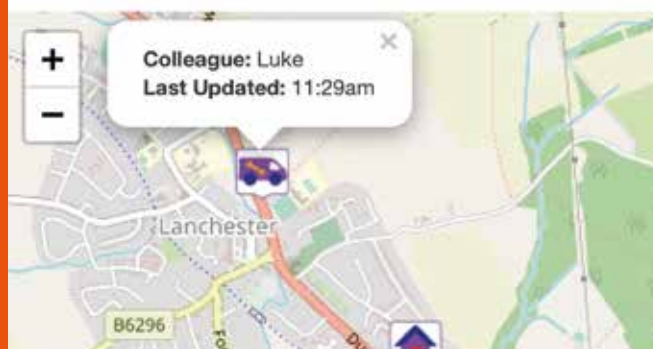 +
Colleague: Luke
Last Updated: 11:29am
×
−
Lanchester
B6296